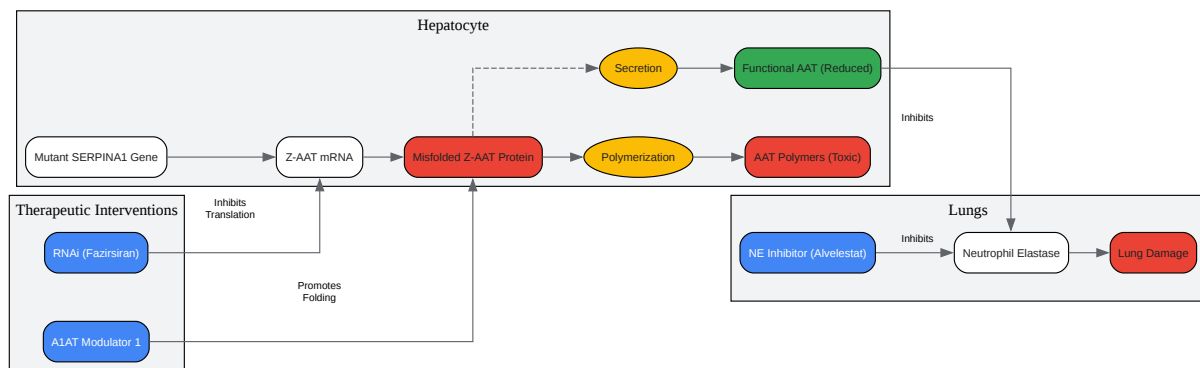 Hepatocyte
Secretion
Functional AAT (Reduced)
Inhibits
Mutant SERPINA1 Gene
Z-AAT mRNA
Misfolded Z-AAT Protein
Polymerization
AAT Polymers (Toxic)
Therapeutic Interventions
Inhibits
Translation
RNAi (Fazirsiran)
Promotes
Folding
A1AT Modulator 1
Lungs
NE Inhibitor (Alvelestat)
Inhibits
Neutrophil Elastase
Lung Damage